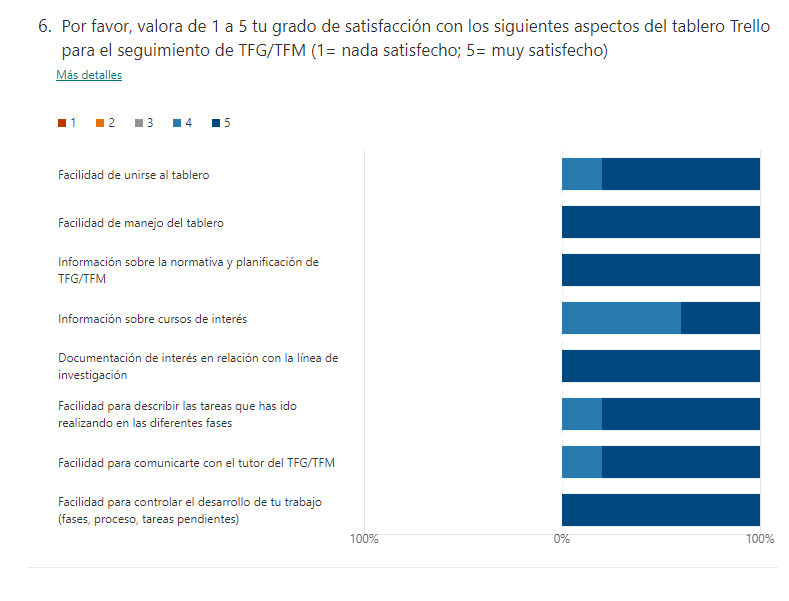 6. Por favor, valora de 1 a 5 tu grado de satisfacción con los siguientes aspectos del tablero Trello
para el seguimiento de TFG/TFM (1= nada satisfecho; 5= muy satisfecho)
Más detalles
1 2 3 4 5
Facilidad de unirse al tablero
Facilidad de manejo del tablero
Información sobre la normativa y planificación de
TFG/TFM
Información sobre cursos de interés
Documentación de interés en relación con la línea de
investigación
Facilidad para describir las tareas que has ido
realizando en las diferentes fases
Facilidad para comunicarte con el tutor del TFG/TFM
Facilidad para controlar el desarrollo de tu trabajo
(fases, proceso, tareas pendientes)
100% 0% 100%